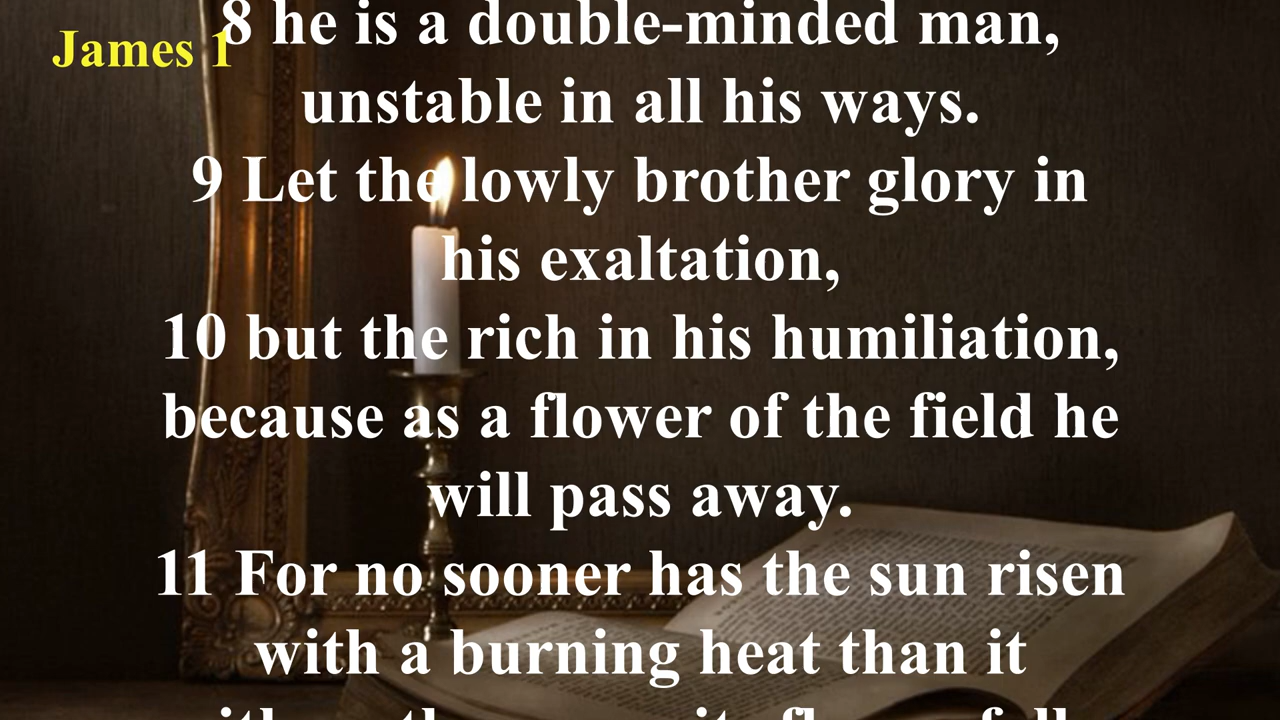 James 1
8 he is a double-minded man,
unstable in all his ways.
9 Let the lowly brother glory in
his exaltation,
10 but the rich in his humiliation,
because as a flower of the field he
will pass away.
11 For no sooner has the sun risen
with a burning heat than it